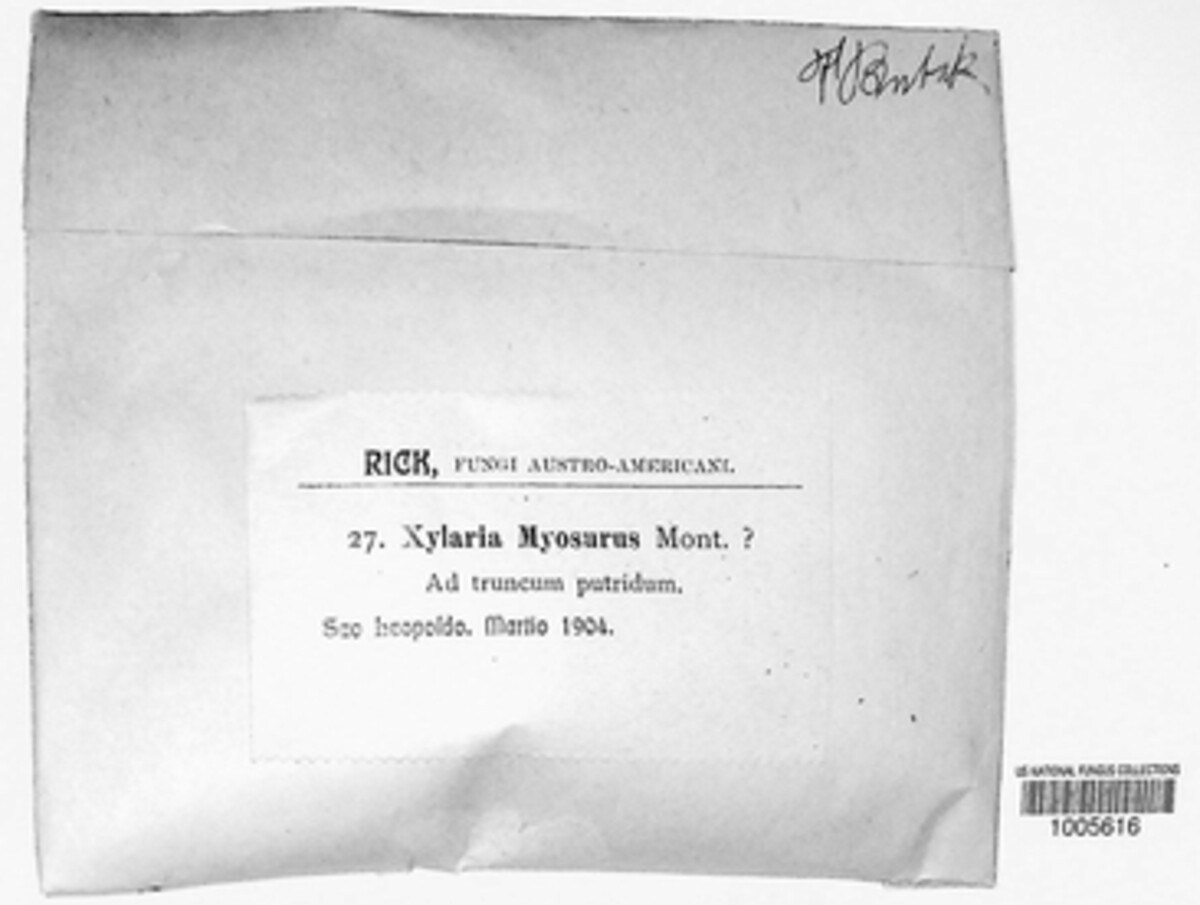 RICK, FUNGI AUSTRO-AMERICANI.
27. Xylaria Myosurus Mont. ?
Ad truncum putridum.
Sao Leopoldo. Martio 1904.
US NATIONAL FUNGUS COLLECTIONS
1005616